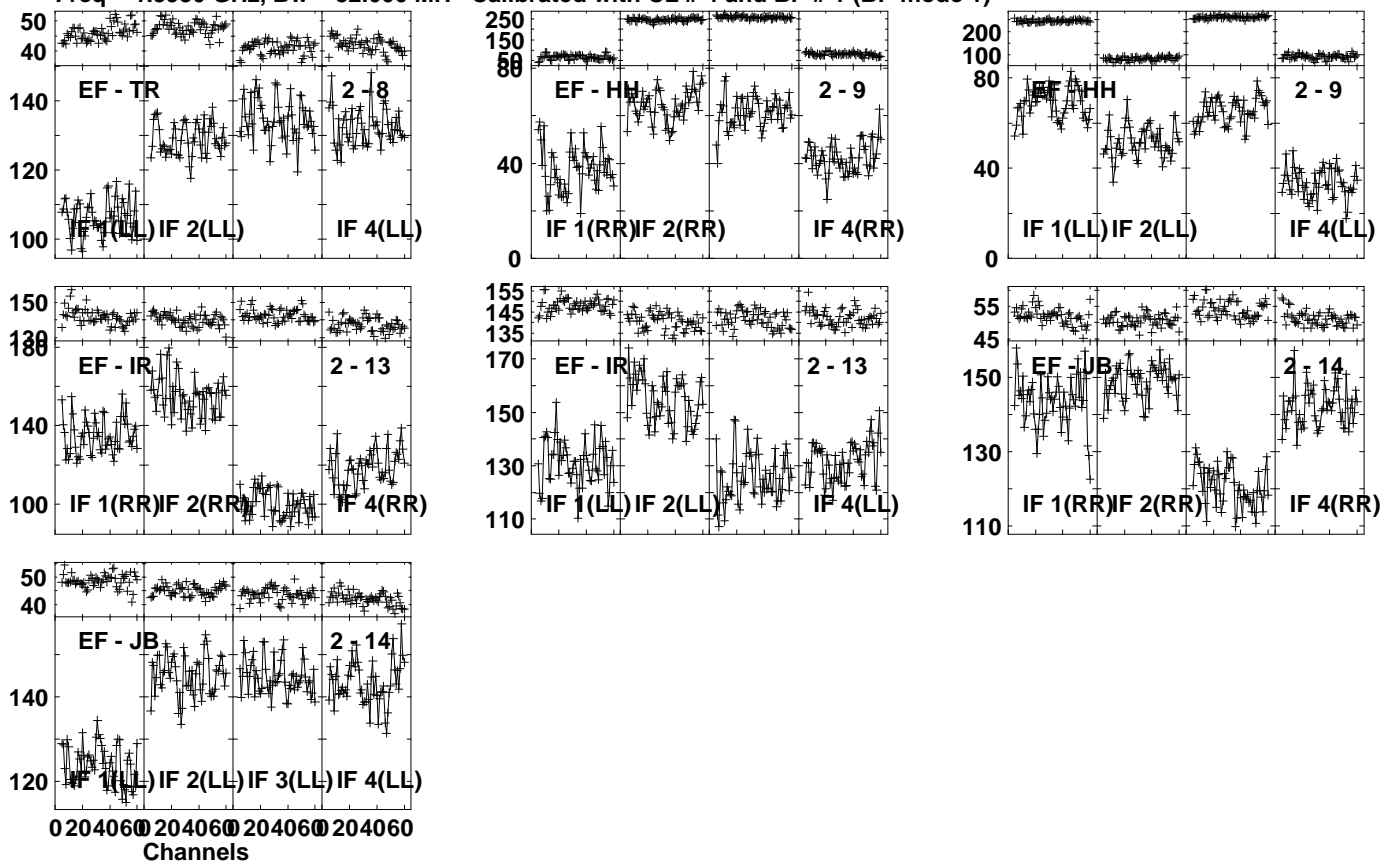 50
40
EF - TR
2 - 8
140
120
100
IF 1(LL)
IF 2(LL)
IF 4(LL)
250
150
50
80
EF - HH
2 - 9
40
0
IF 1(RR)
IF 2(RR)
IF 4(RR)
200
100
80
EF - HH
2 - 9
40
0
IF 1(LL)
IF 2(LL)
IF 4(LL)
150
130
180
EF - IR
2 - 13
140
100
IF 1(RR)
IF 2(RR)
IF 4(RR)
155
145
135
170
EF - IR
2 - 13
150
130
110
IF 1(LL)
IF 2(LL)
IF 4(LL)
55
45
EF - JB
2 - 14
150
130
110
IF 1(RR)
IF 2(RR)
IF 4(RR)
50
40
EF - JB
2 - 14
140
120
IF 1(LL)
IF 2(LL)
IF 3(LL)
IF 4(LL)
0 20 40 60 0 20 40 60 0 20 40 60 0 20 40 60
Channels